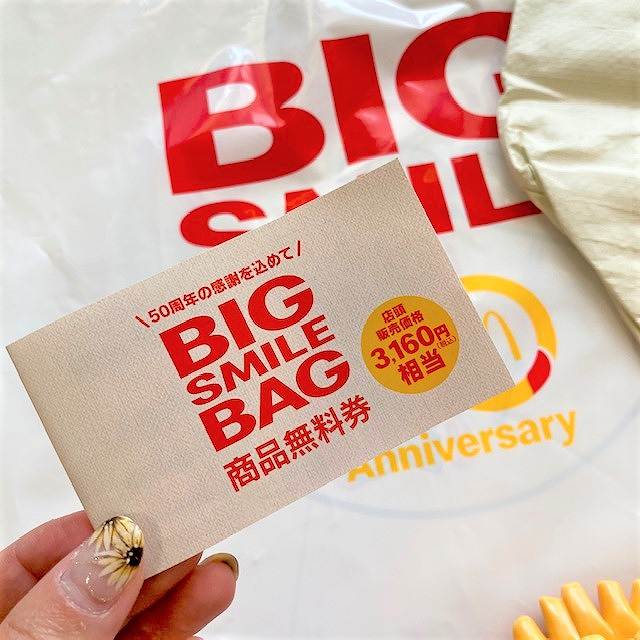 BIG
SMILE
Anniversary
\50周年の感謝を込めて/
BIG
SMILE
BAG
商品無料券
店頭
販売価格
3,160円
(税込)
相当